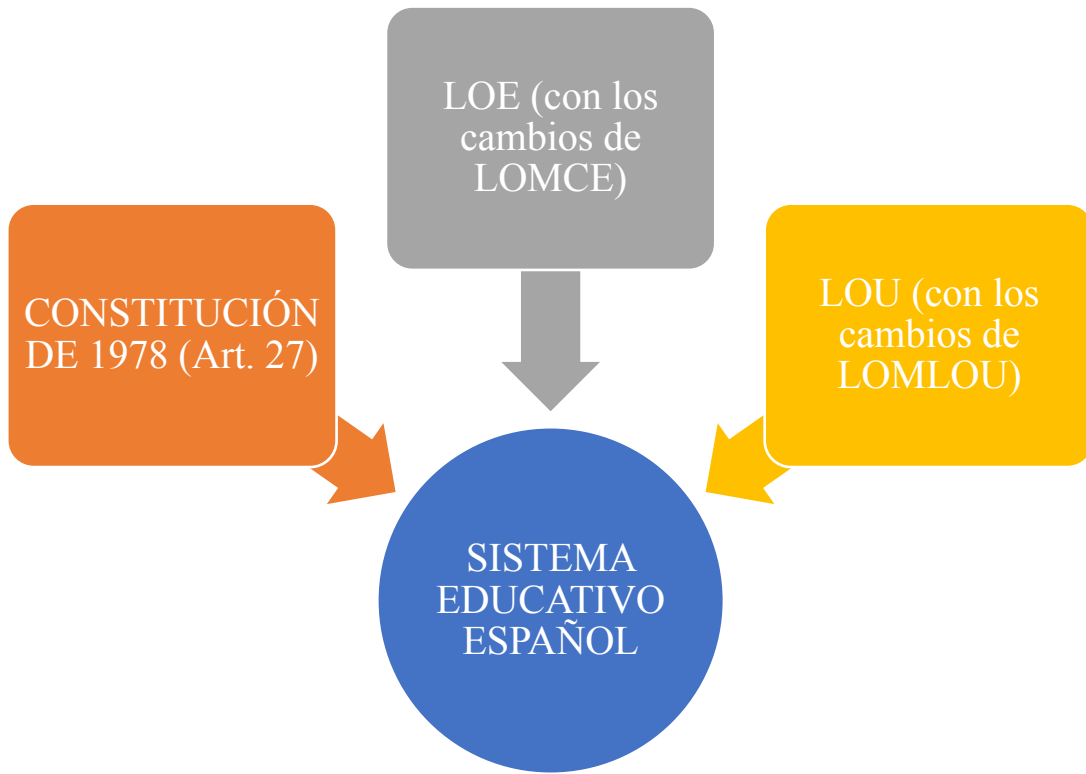 LOE (con los
cambios de
LOMCE)
CONSTITUCIÓN
DE 1978 (Art. 27)
LOU (con los
cambios de
LOMLOU)
SISTEMA
EDUCATIVO
ESPAÑOL